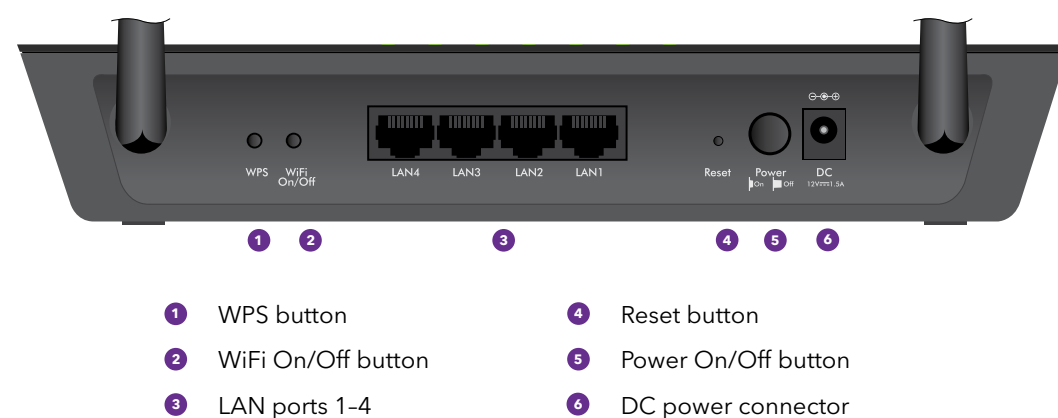 WPS
WiFi
On/Off
LAN4
LAN3
LAN2
LAN1
Reset
Power
On Off
DC
12V⎓1.5A
1
2
3
4
5
6
1 WPS button
2 WiFi On/Off button
3 LAN ports 1–4
4 Reset button
5 Power On/Off button
6 DC power connector